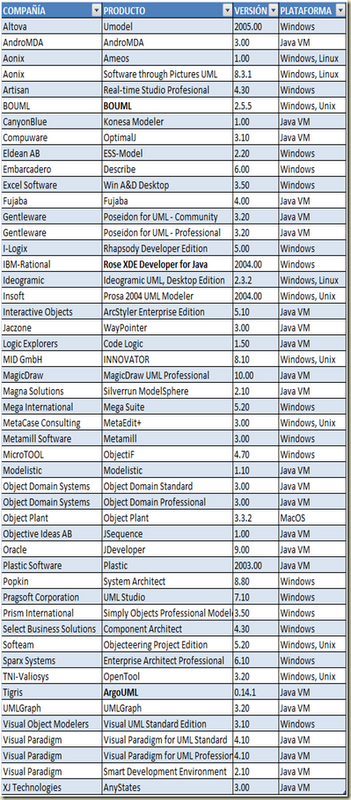 COMPAÑÍA PRODUCTO VERSIÓN PLATAFORMA
Altova Umodel 2005.00 Windows
AndroMDA AndroMDA 3.00 Java VM
Aonix Ameos 1.00 Windows, Linux
Aonix Software through Pictures UML 8.3.1 Windows, Linux
Artisan Real-time Studio Profesional 4.30 Windows
BOUML BOUML 2.5.5 Windows, Unix
CanyonBlue Konesa Modeler 1.00 Java VM
Compuware OptimalJ 3.10 Java VM
Eldean AB ESS-Model 2.20 Windows
Embarcadero Describe 6.00 Windows
Excel Software Win A&D Desktop 3.50 Windows
Fujaba Fujaba 4.00 Java VM
Gentleware Poseidon for UML - Community 3.20 Java VM
Gentleware Poseidon for UML - Professional 3.20 Java VM
I-Logix Rhapsody Developer Edition 5.00 Windows
IBM-Rational Rose XDE Developer for Java 2004.00 Windows
Ideogramic Ideogramic UML, Desktop Edition 2.3.2 Windows, Linux
Insoft Prosa 2004 UML Modeler 2004.00 Windows, Unix
Interactive Objects ArcStyler Enterprise Edition 5.10 Java VM
Jaczone WayPointer 3.00 Java VM
Logic Explorers Code Logic 1.50 Java VM
MID GmbH INNOVATOR 8.10 Windows, Unix
MagicDraw MagicDraw UML Professional 10.00 Java VM
Magna Solutions Silverrun ModelSphere 2.10 Java VM
Mega International Mega Suite 5.20 Windows
MetaCase Consulting MetaEdit+ 3.00 Windows, Unix
Metamill Software Metamill 3.00 Windows
MicroTOOL ObjectiF 4.70 Windows
Modelistic Modelistic 1.10 Java VM
Object Domain Systems Object Domain Standard 3.00 Java VM
Object Domain Systems Object Domain Professional 3.00 Java VM
Object Plant Object Plant 3.3.2 MacOS
Objective Ideas AB JSequence 1.00 Java VM
Oracle JDeveloper 9.00 Java VM
Plastic Software Plastic 2003.00 Java VM
Popkin System Architect 8.80 Windows
Pragsoft Corporation UML Studio 7.10 Windows
Prism International Simply Objects Professional Model 3.50 Windows
Select Business Solutions Component Architect 4.30 Windows
Softeam Objecteering Project Edition 5.20 Windows, Unix
Sparx Systems Enterprise Architect Professional 6.10 Windows
TNI-Valiosys OpenTool 3.20 Windows, Unix
Tigris ArgoUML 0.14.1 Java VM
UMLGraph UMLGraph 3.20 Java VM
Visual Object Modelers Visual UML Standard Edition 3.10 Windows
Visual Paradigm Visual Paradigm for UML Standard 4.10 Java VM
Visual Paradigm Visual Paradigm for UML Profession 4.10 Java VM
Visual Paradigm Smart Development Environment 2.10 Java VM
XJ Technologies AnyStates 3.00 Java VM